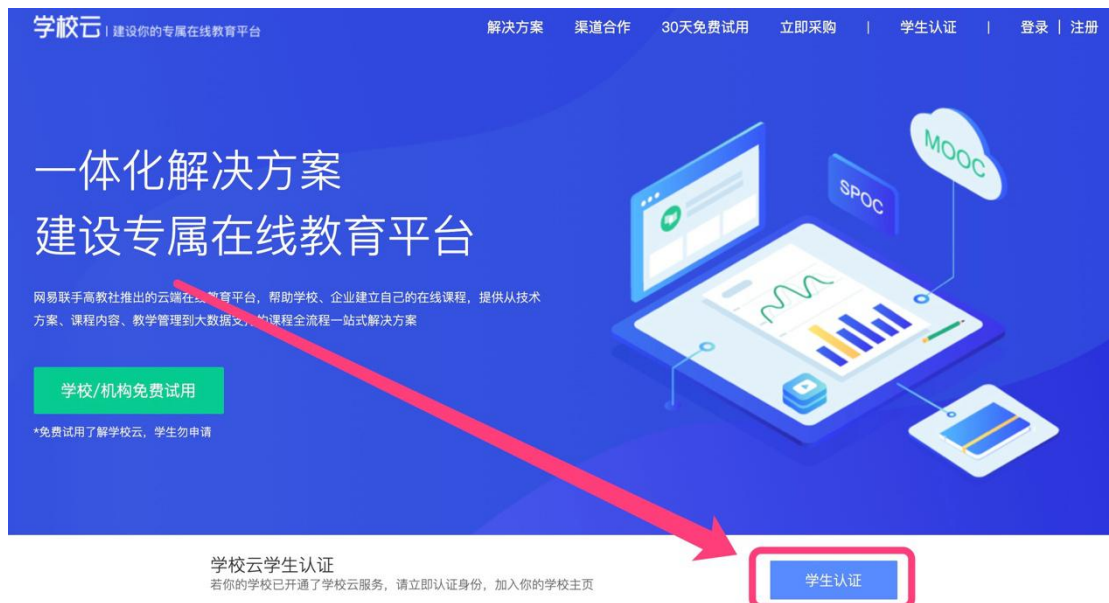 学校云 | 建设你的专属在线教育平台
解决方案 渠道合作 30天免费试用 立即采购 | 学生认证 | 登录 | 注册
一体化解决方案
建设专属在线教育平台
网易联手高教社推出的云端在线教育平台，帮助学校、企业建立自己的在线课程，提供从技术
方案、课程内容、教学管理到大数据支持的课程全流程一站式解决方案
学校/机构免费试用
*免费试用了解学校云，学生勿申请
MOOC
SPOC
学校云学生认证
若你的学校已开通了学校云服务，请立即认证身份，加入你的学校主页
学生认证